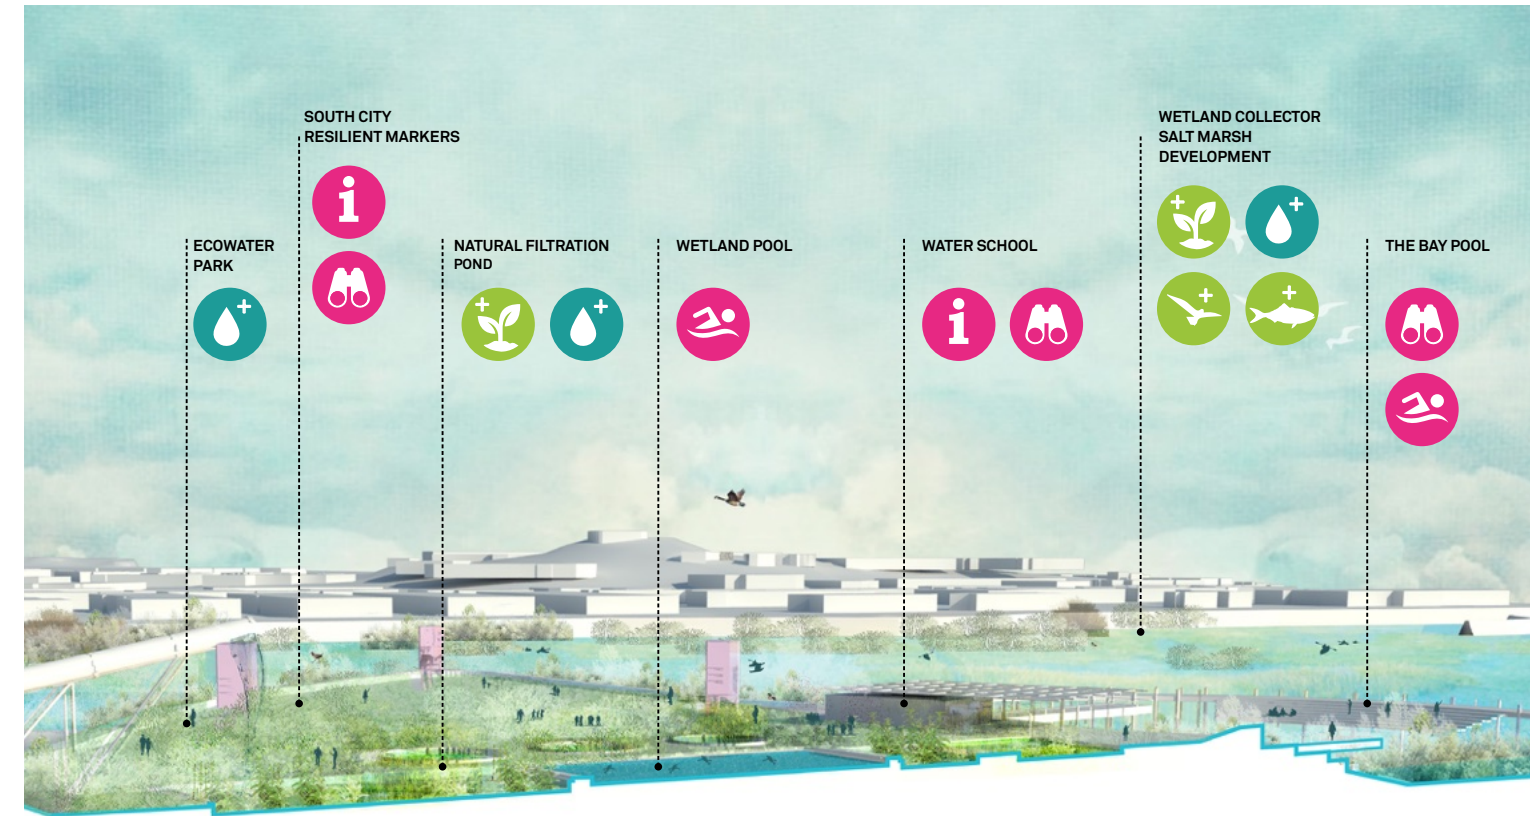 SOUTH CITY
RESILIENT MARKERS
WETLAND COLLECTOR
SALT MARSH
DEVELOPMENT
ECOWATER
PARK
NATURAL FILTRATION
POND
WETLAND POOL
WATER SCHOOL
THE BAY POOL